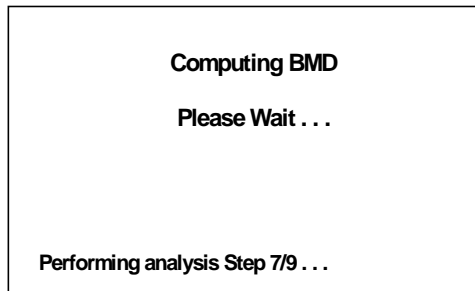 Computing BMD
Please Wait . . .
Performing analysis Step 7/9 . . .